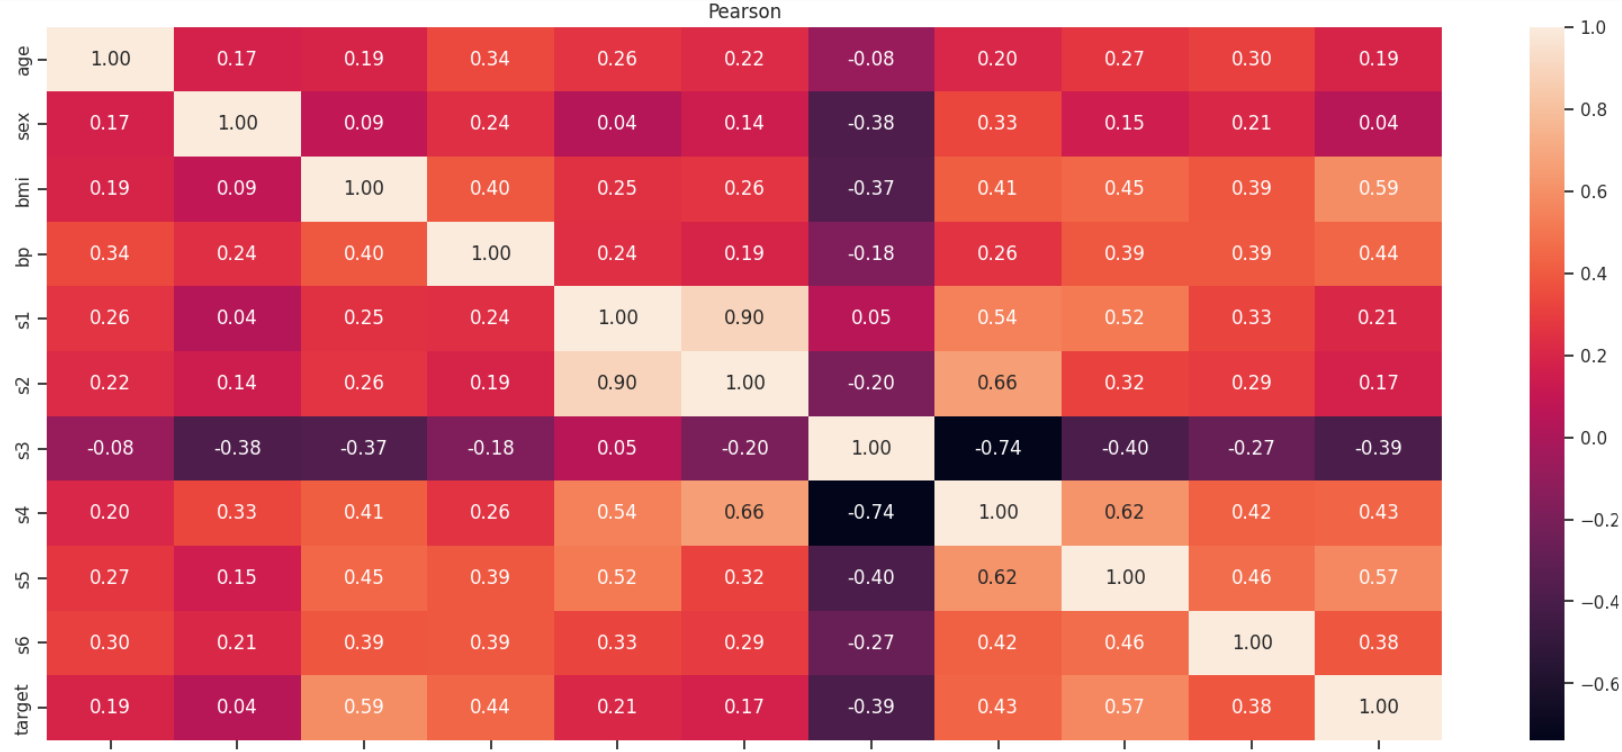 Pearson
age 1.00 0.17 0.19 0.34 0.26 0.22 -0.08 0.20 0.27 0.30 0.19
sex 0.17 1.00 0.09 0.24 0.04 0.14 -0.38 0.33 0.15 0.21 0.04
bmi 0.19 0.09 1.00 0.40 0.25 0.26 -0.37 0.41 0.45 0.39 0.59
bp 0.34 0.24 0.40 1.00 0.24 0.19 -0.18 0.26 0.39 0.39 0.44
s1 0.26 0.04 0.25 0.24 1.00 0.90 0.05 0.54 0.52 0.33 0.21
s2 0.22 0.14 0.26 0.19 0.90 1.00 -0.20 0.66 0.32 0.29 0.17
s3 -0.08 -0.38 -0.37 -0.18 0.05 -0.20 1.00 -0.74 -0.40 -0.27 -0.39
s4 0.20 0.33 0.41 0.26 0.54 0.66 -0.74 1.00 0.62 0.42 0.43
s5 0.27 0.15 0.45 0.39 0.52 0.32 -0.40 0.62 1.00 0.46 0.57
s6 0.30 0.21 0.39 0.39 0.33 0.29 -0.27 0.42 0.46 1.00 0.38
target 0.19 0.04 0.59 0.44 0.21 0.17 -0.39 0.43 0.57 0.38 1.00
1.0
0.8
0.6
0.4
0.2
0.0
−0.2
−0.4
−0.6